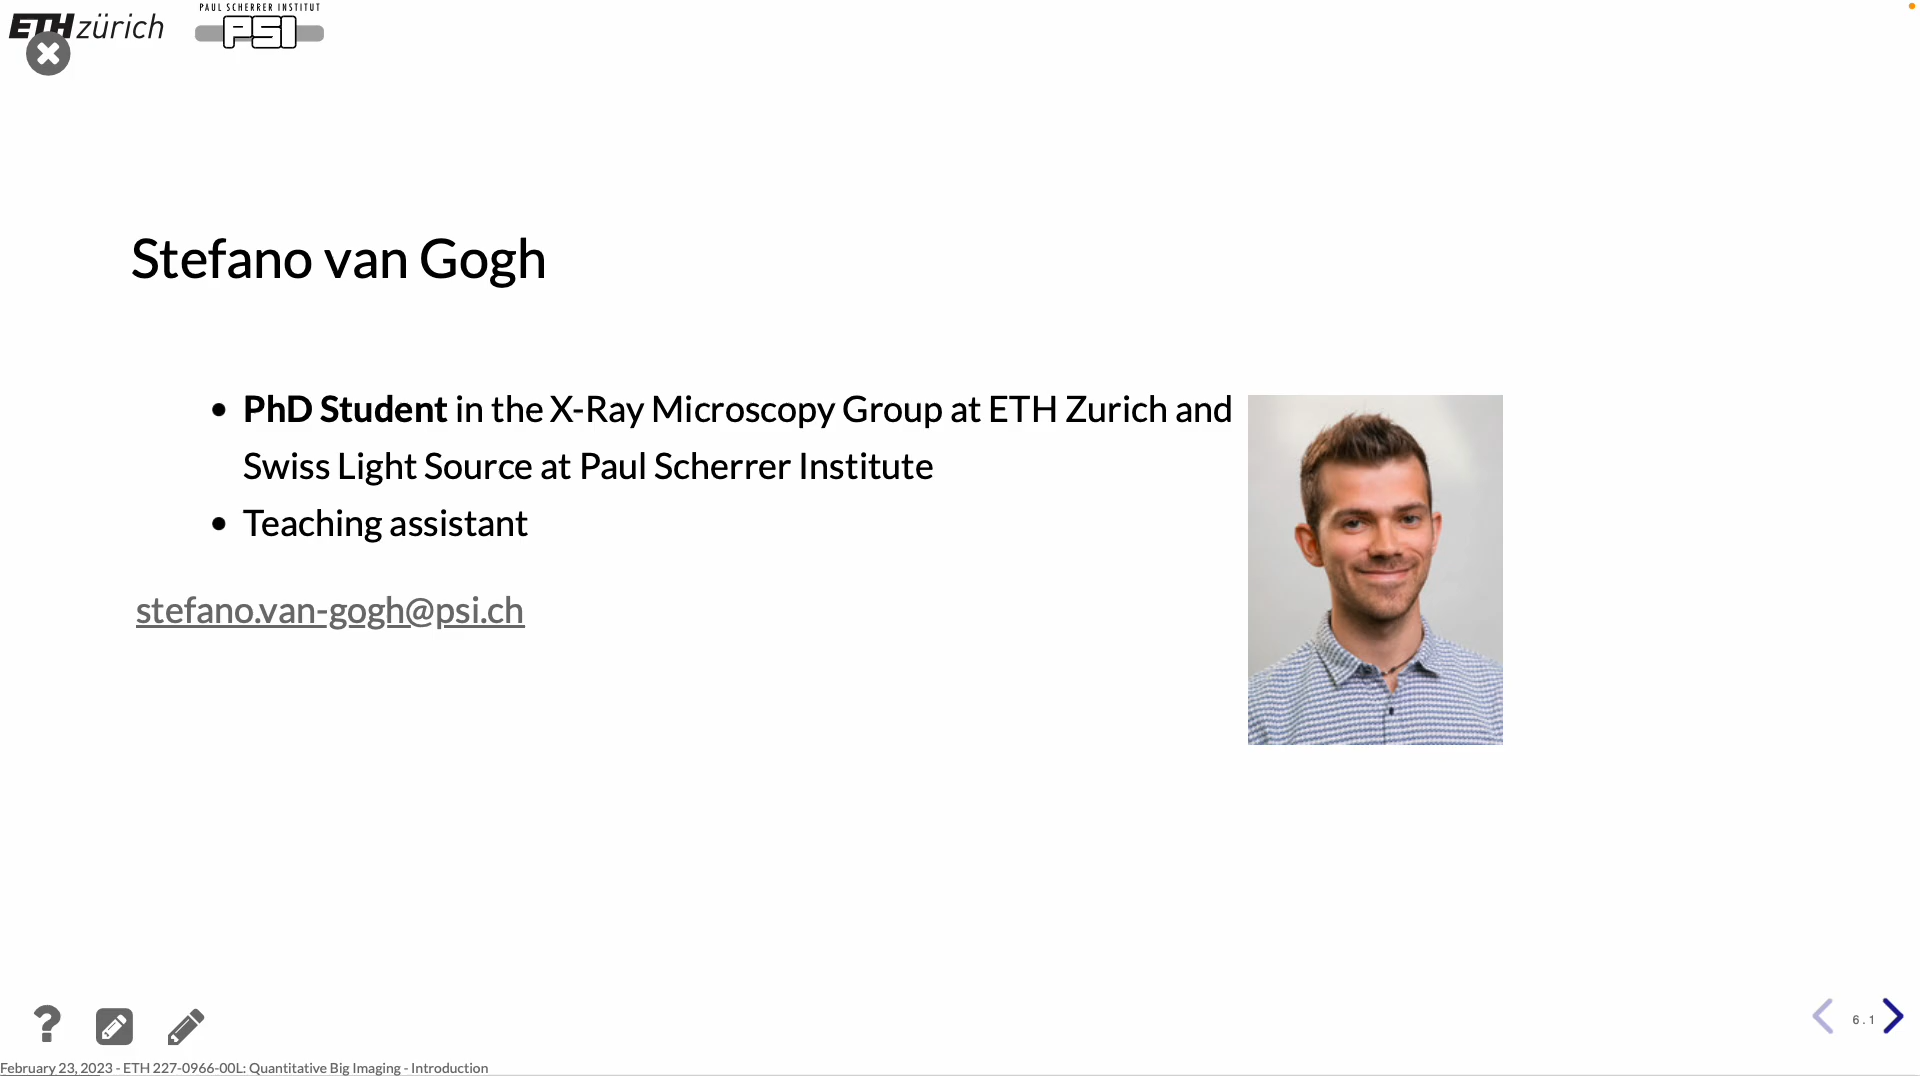 ETH zürich
PAUL SCHERRER INSTITUT
PSI
Stefano van Gogh
• PhD Student in the X-Ray Microscopy Group at ETH Zurich and
Swiss Light Source at Paul Scherrer Institute
• Teaching assistant
stefano.van-gogh@psi.ch
6.1
February 23, 2023 - ETH 227-0966-00L: Quantitative Big Imaging - Introduction